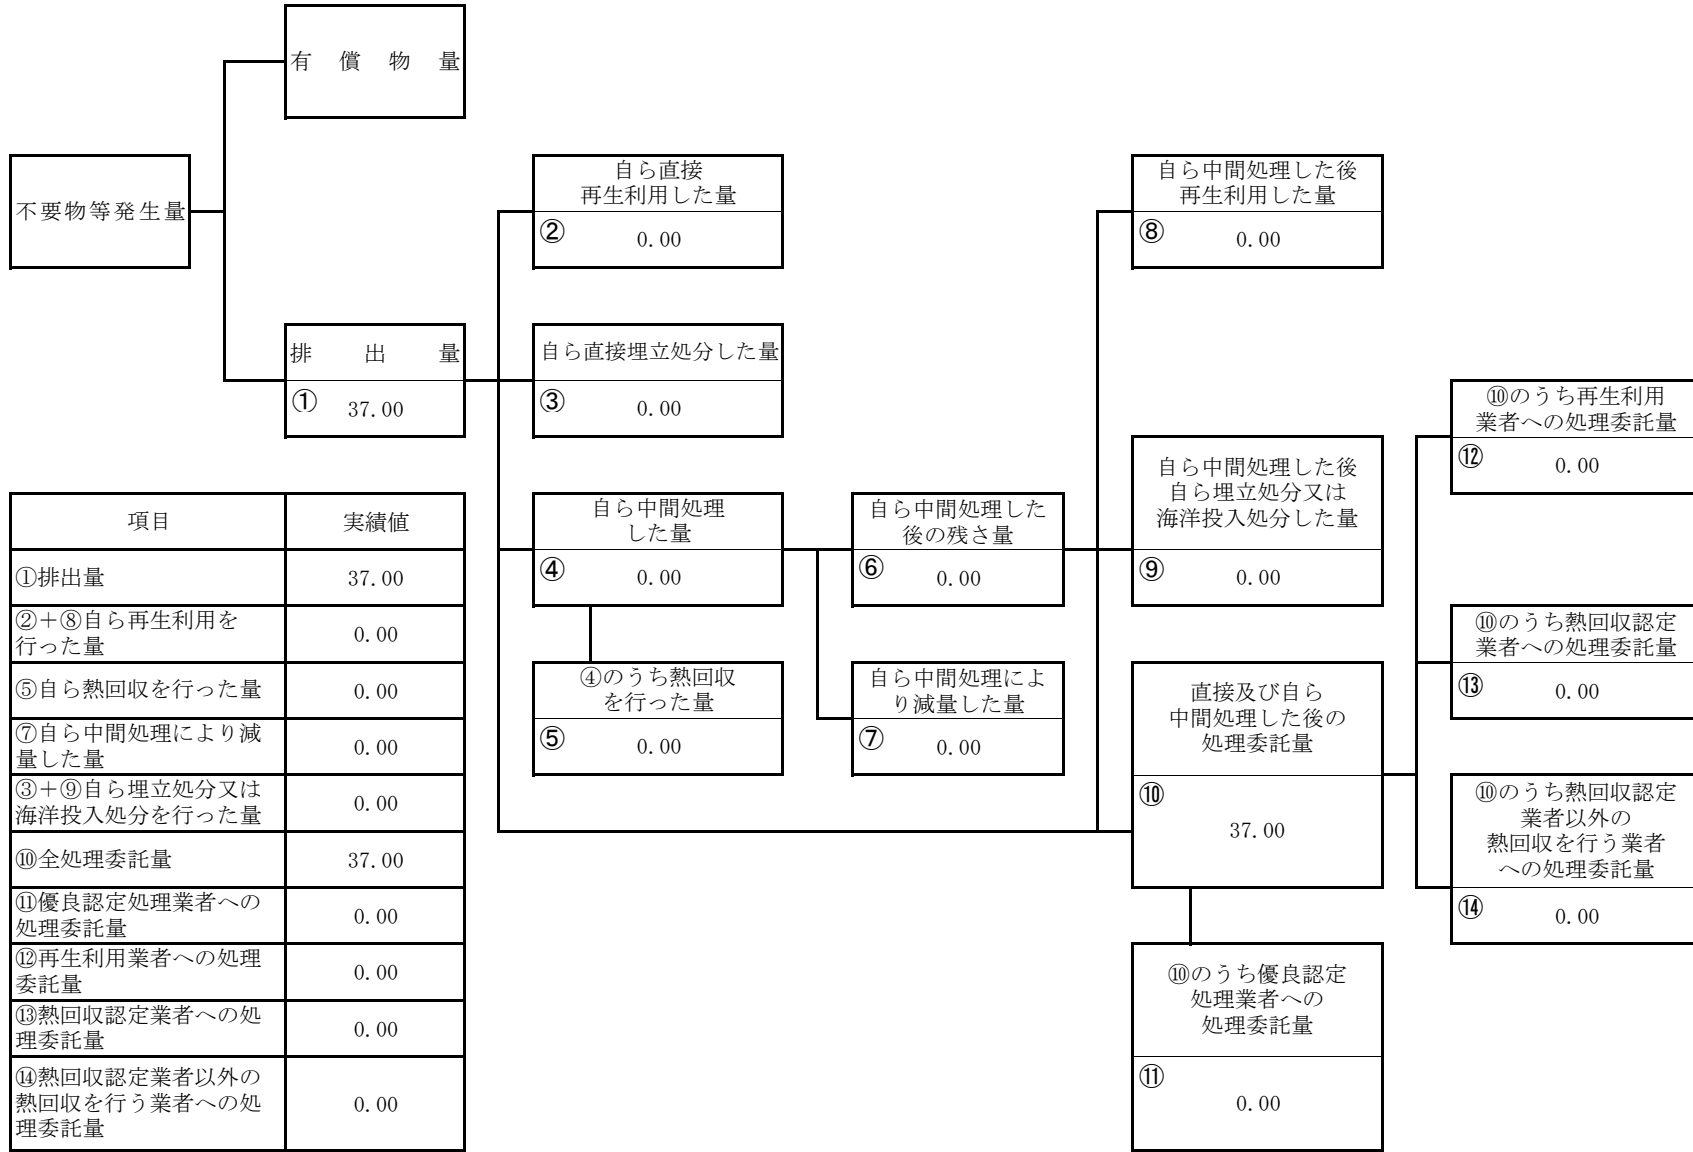 有償物量
不要物等発生量
自ら直接
再生利用した量
② 0.00
自ら中間処理した後
再生利用した量
⑧ 0.00
排出量
① 37.00
自ら直接埋立処分した量
③ 0.00
⑩のうち再生利用
業者への処理委託量
⑫ 0.00
自ら中間処理した後
自ら埋立処分又は
海洋投入処分した量
⑨ 0.00
自ら中間処理
した量
④ 0.00
自ら中間処理した
後の残さ量
⑥ 0.00
⑩のうち熱回収認定
業者への処理委託量
⑬ 0.00
④のうち熱回収
を行った量
⑤ 0.00
自ら中間処理によ
り減量した量
⑦ 0.00
直接及び自ら
中間処理した後の
処理委託量
⑩
37.00
⑩のうち熱回収認定
業者以外の
熱回収を行う業者
への処理委託量
⑭ 0.00
⑩のうち優良認定
処理業者への
処理委託量
⑪
0.00
項目 実績値
①排出量 37.00
②＋⑧自ら再生利用を
行った量 0.00
⑤自ら熱回収を行った量 0.00
⑦自ら中間処理により減
量した量 0.00
③＋⑨自ら埋立処分又は
海洋投入処分を行った量 0.00
⑩全処理委託量 37.00
⑪優良認定処理業者への
処理委託量 0.00
⑫再生利用業者への処理
委託量 0.00
⑬熱回収認定業者への処
理委託量 0.00
⑭熱回収認定業者以外の
熱回収を行う業者への処 0.00
理委託量